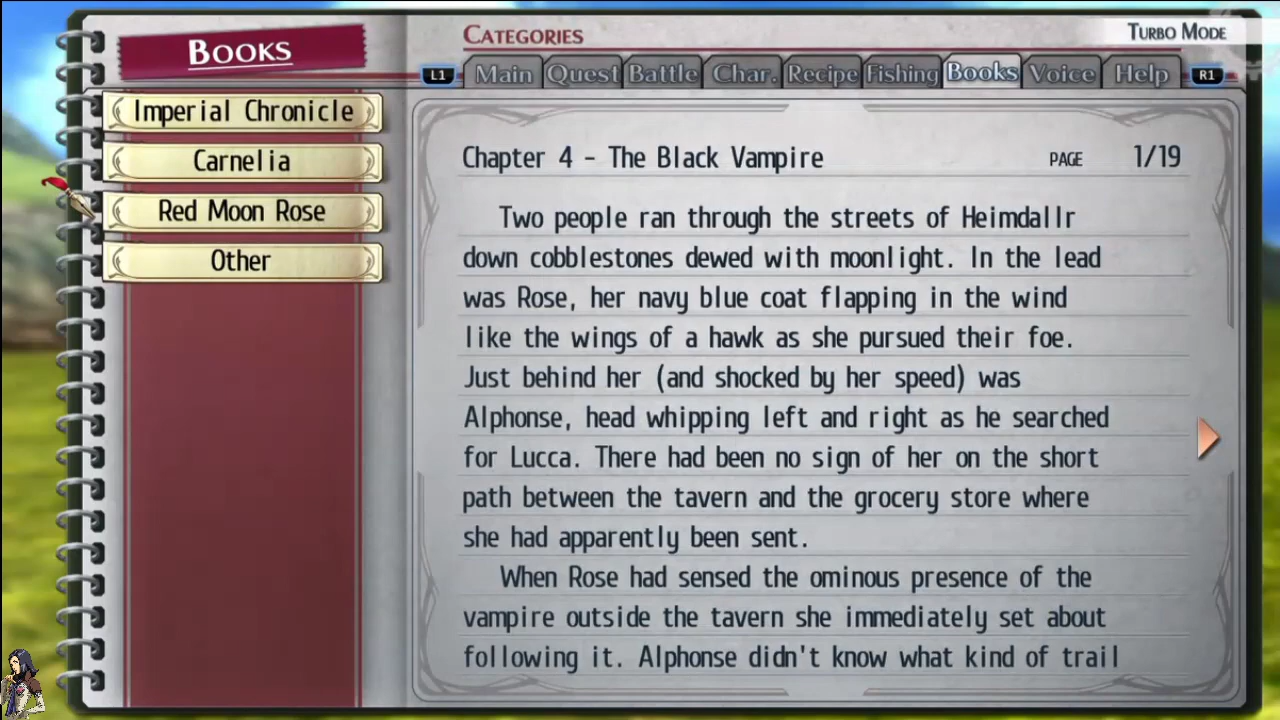 BOOKS
CATEGORIES
TURBO MODE
L1
Main
Quest
Battle
Char.
Recipe
Fishing
Books
Voice
Help
R1
Imperial Chronicle
Carnelia
Red Moon Rose
Other
Chapter 4 - The Black Vampire
PAGE 1/19
Two people ran through the streets of Heimdallr
down cobblestones dewed with moonlight. In the lead
was Rose, her navy blue coat flapping in the wind
like the wings of a hawk as she pursued their foe.
Just behind her (and shocked by her speed) was
Alphonse, head whipping left and right as he searched
for Lucca. There had been no sign of her on the short
path between the tavern and the grocery store where
she had apparently been sent.
When Rose had sensed the ominous presence of the
vampire outside the tavern she immediately set about
following it. Alphonse didn't know what kind of trail